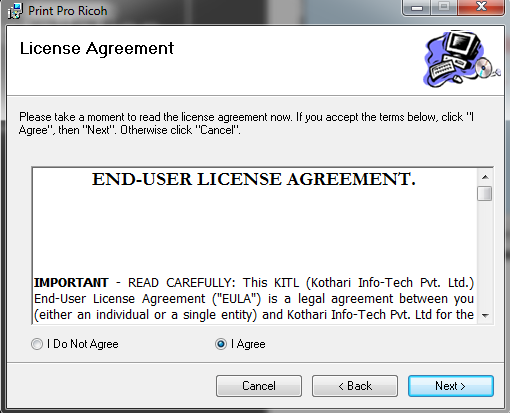 Print Pro Ricoh
License Agreement
Please take a moment to read the license agreement now. If you accept the terms below, click "I
Agree", then "Next". Otherwise click "Cancel".
END-USER LICENSE AGREEMENT.
IMPORTANT - READ CAREFULLY: This KITL (Kothari Info-Tech Pvt. Ltd.)
End-User License Agreement ("EULA") is a legal agreement between you
(either an individual or a single entity) and Kothari Info-Tech Pvt. Ltd for the
I Do Not Agree I Agree
Cancel < Back Next >